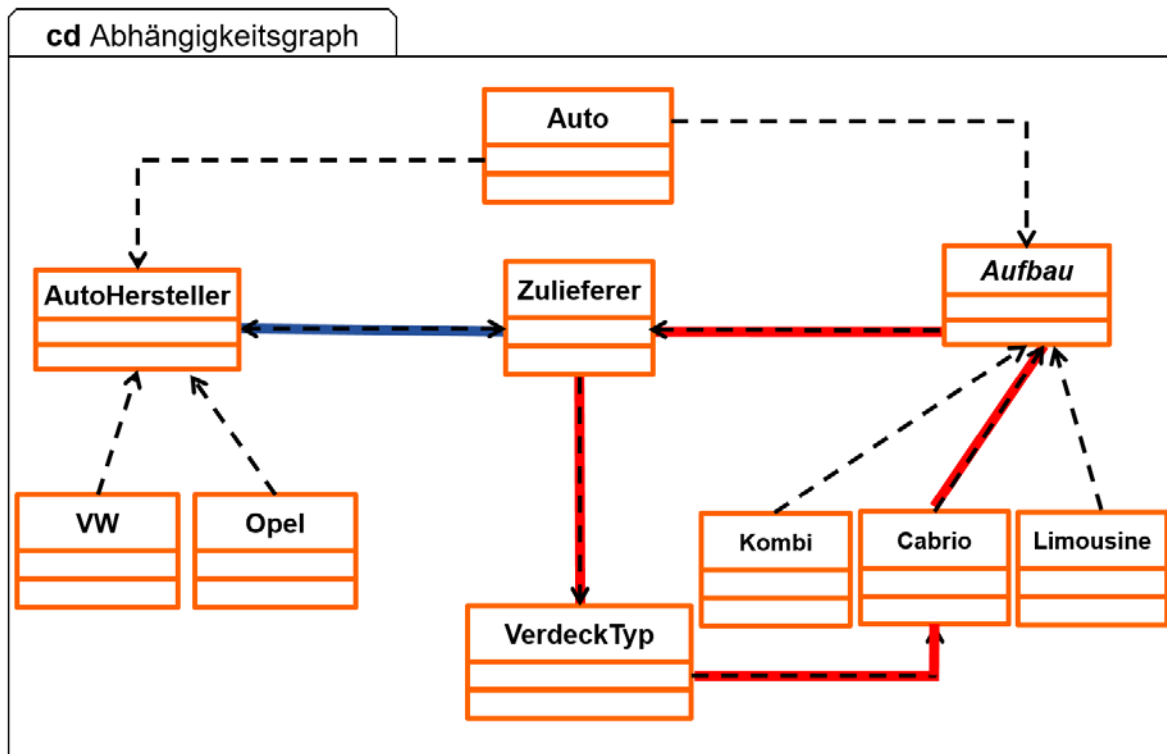 cd Abhängigkeitsgraph
Auto
AutoHersteller
Zulieferer
Aufbau
VW
Opel
Kombi
Cabrio
Limousine
VerdeckTyp